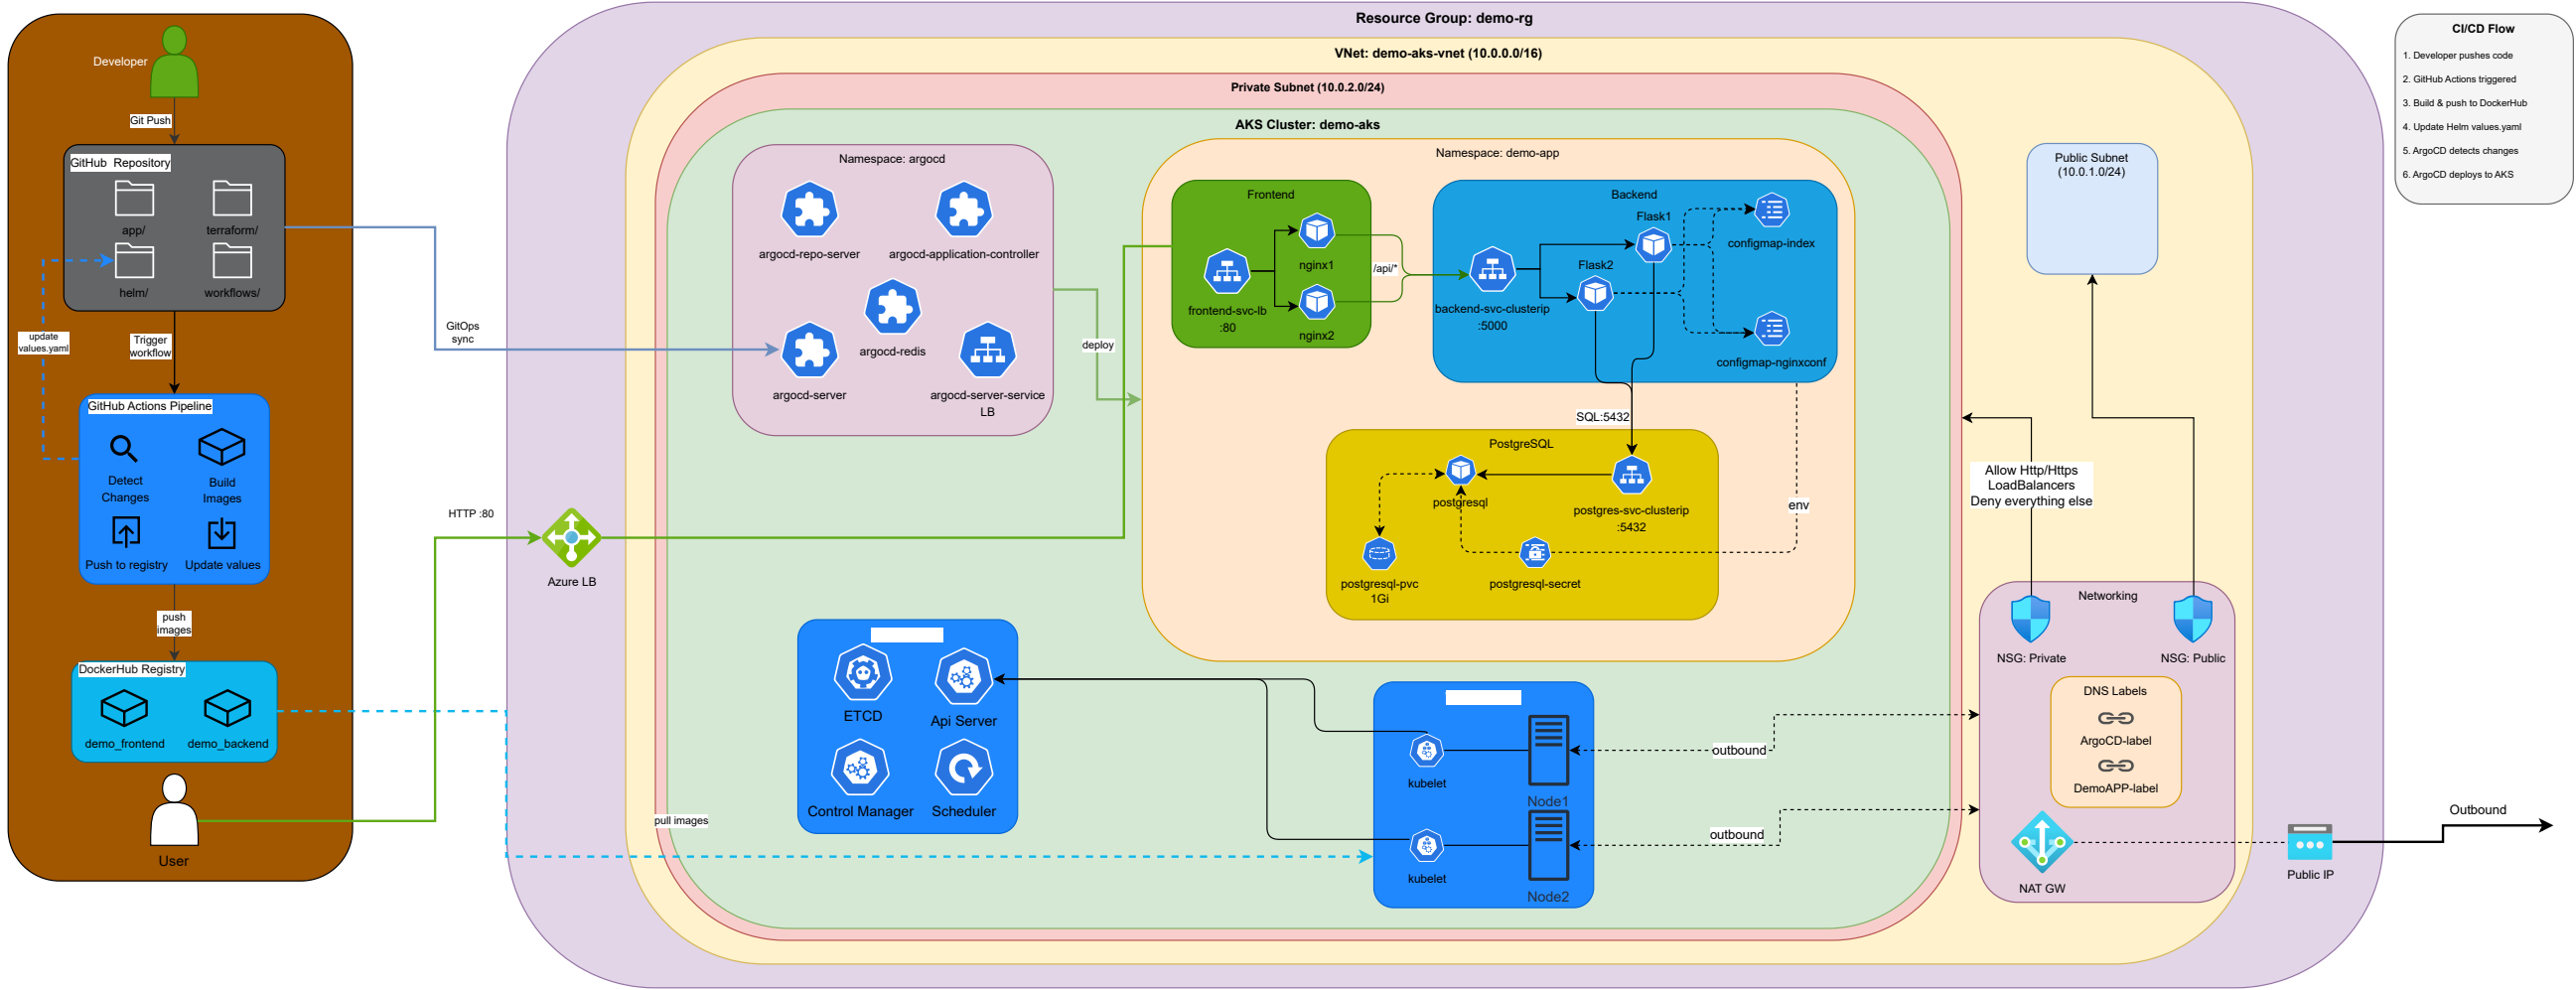 Resource Group: demo-rg
VNet: demo-aks-vnet (10.0.0.0/16)
Private Subnet (10.0.2.0/24)
AKS Cluster: demo-aks
Developer
Git Push
GitHub  Repository
app/
terraform/
helm/
workflows/
update
values.yaml
Trigger
workflow
GitHub Actions Pipeline
Detect
Changes
Build
Images
Push to registry
Update values
push
images
DockerHub Registry
demo_frontend
demo_backend
User
GitOps
sync
HTTP :80
Azure LB
pull images
Namespace: argocd
argocd-repo-server
argocd-application-controller
argocd-redis
argocd-server
argocd-server-service
LB
deploy
Namespace: demo-app
Frontend
frontend-svc-lb
:80
nginx1
nginx2
/api/*
Backend
backend-svc-clusterip
:5000
Flask1
Flask2
configmap-index
configmap-nginxconf
SQL:5432
env
PostgreSQL
postgresql
postgres-svc-clusterip
:5432
postgresql-pvc
1Gi
postgresql-secret
ETCD
Api Server
Control Manager
Scheduler
kubelet
Node1
kubelet
Node2
outbound
outbound
Public Subnet
(10.0.1.0/24)
Allow Http/Https
LoadBalancers
Deny everything else
Networking
NSG: Private
NSG: Public
DNS Labels
ArgoCD-label
DemoAPP-label
NAT GW
Public IP
Outbound
CI/CD Flow
1. Developer pushes code
2. GitHub Actions triggered
3. Build & push to DockerHub
4. Update Helm values.yaml
5. ArgoCD detects changes
6. ArgoCD deploys to AKS